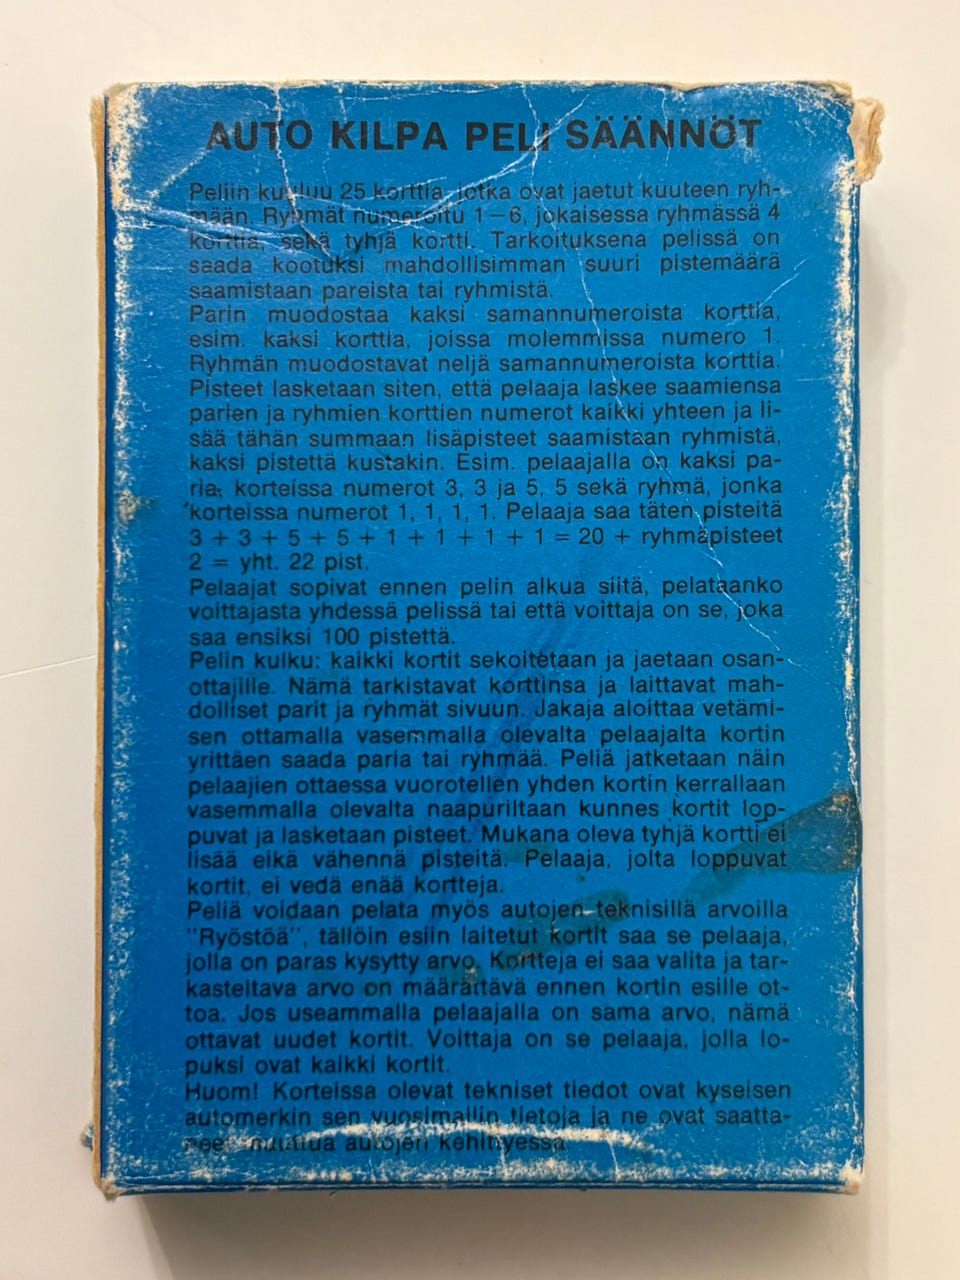 AUTO KILPA PELI SÄÄNNÖT
Peliin kuuluu 25 korttia, jotka ovat jaetut kuuteen ryh-
mään. Ryhmät numeroitu 1—6, jokaisessa ryhmässä 4
korttia, sekä tyhjä kortti. Tarkoituksena pelissä on
saada kootuksi mahdollisimman suuri pistemäärä
saamistaan pareista tai ryhmistä.
Parin muodostaa kaksi samannumeroista korttia,
esim. kaksi korttia, joissa molemmissa numero 1.
Ryhmän muodostavat neljä samannumeroista korttia.
Pisteet lasketaan siten, että pelaaja laskee saamiensa
parien ja ryhmien korttien numerot kaikki yhteen ja li-
sää tähän summaan lisäpisteet saamistaan ryhmistä,
kaksi pistettä kustakin. Esim. pelaajalla on kaksi pa-
ria, korteissa numerot 3, 3 ja 5, 5 sekä ryhmä, jonka
korteissa numerot 1, 1, 1, 1. Pelaaja saa täten pisteitä
3 + 3 + 5 + 5 + 1 + 1 + 1 + 1 = 20 + ryhmäpisteet
2 = yht. 22 pist.
Pelaajat sopivat ennen pelin alkua siitä, pelataanko
voittajasta yhdessä pelissä tai että voittaja on se, joka
saa ensiksi 100 pistettä.
Pelin kulku: kaikki kortit sekoitetaan ja jaetaan osan-
ottajille. Nämä tarkistavat korttinsa ja laittavat mah-
dolliset parit ja ryhmät sivuun. Jakaja aloittaa vetämi-
sen ottamalla vasemmalla olevalta pelaajalta kortin
yrittäen saada paria tai ryhmää. Peliä jatketaan näin
pelaajien ottaessa vuorotellen yhden kortin kerrallaan
vasemmalla olevalta naapuriltaan kunnes kortit lop-
puvat ja lasketaan pisteet. Mukana oleva tyhjä kortti ei
lisää eikä vähennä pisteitä. Pelaaja, jolta loppuvat
kortit, ei vedä enää kortteja.
Peliä voidaan pelata myös autojen teknisillä arvoilla
"Ryöstöä", tällöin esiin laitetut kortit saa se pelaaja,
jolla on paras kysytty arvo. Kortteja ei saa valita ja tar-
kasteltava arvo on määrättävä ennen kortin esille ot-
toa. Jos useammalla pelaajalla on sama arvo, nämä
ottavat uudet kortit. Voittaja on se pelaaja, jolla lo-
puksi ovat kaikki kortit.
Huom! Korteissa olevat tekniset tiedot ovat kyseisen
automerkin sen vuosimallin tietoja ja ne ovat saatta-
neet muuttua autojen kehittyessä.